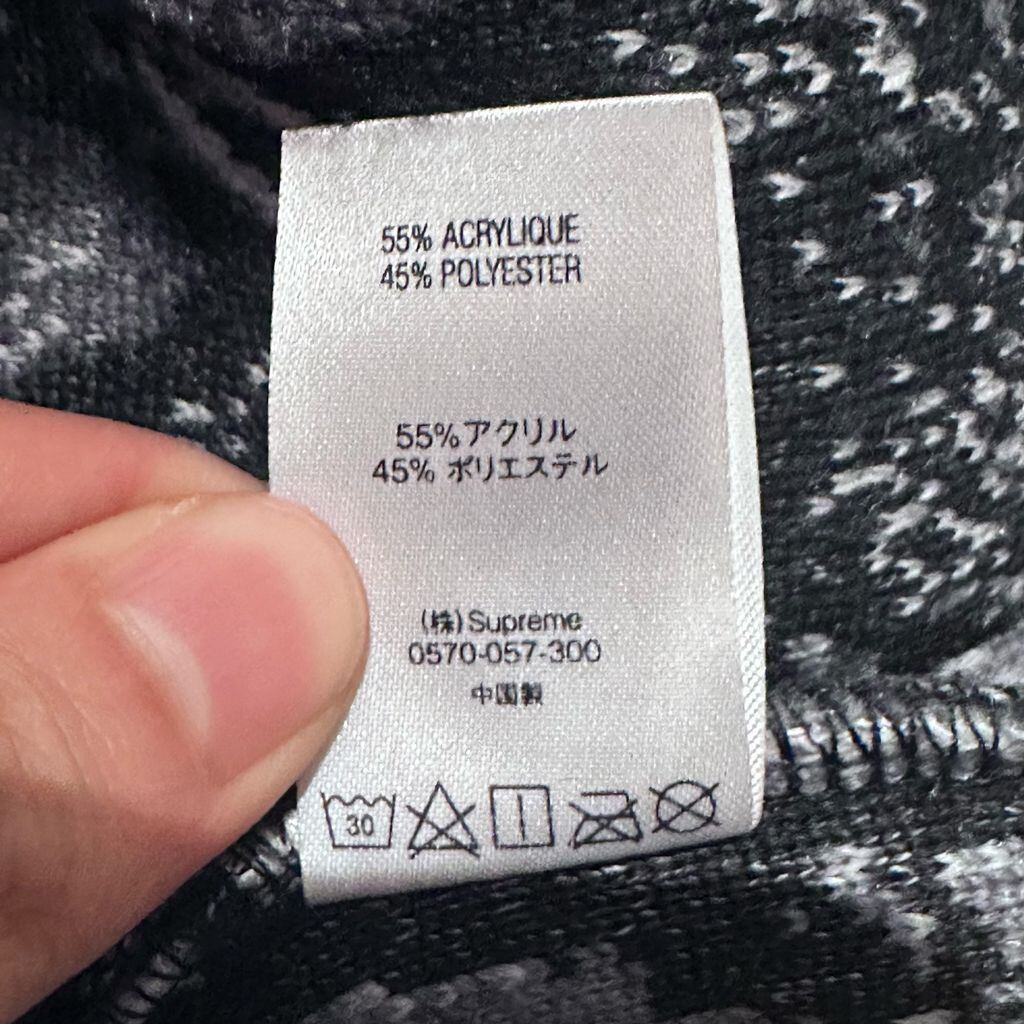 55% ACRYLIQUE
45% POLYESTER
55%アクリル
45% ポリエステル
(株)Supreme
0570-057-300
中国製
30